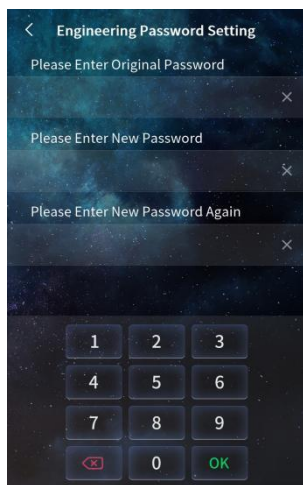 Engineering Password Setting
Please Enter Original Password
Please Enter New Password
Please Enter New Password Again
1 2 3
4 5 6
7 8 9
0 OK